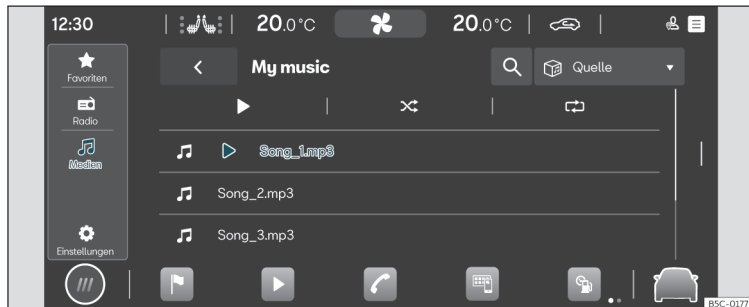 12:30
20.0°C
20.0°C
Favoriten
My music
Quelle
Radio
Medien
Song_1.mp3
Song_2.mp3
Song_3.mp3
Einstellungen
B5C-0177